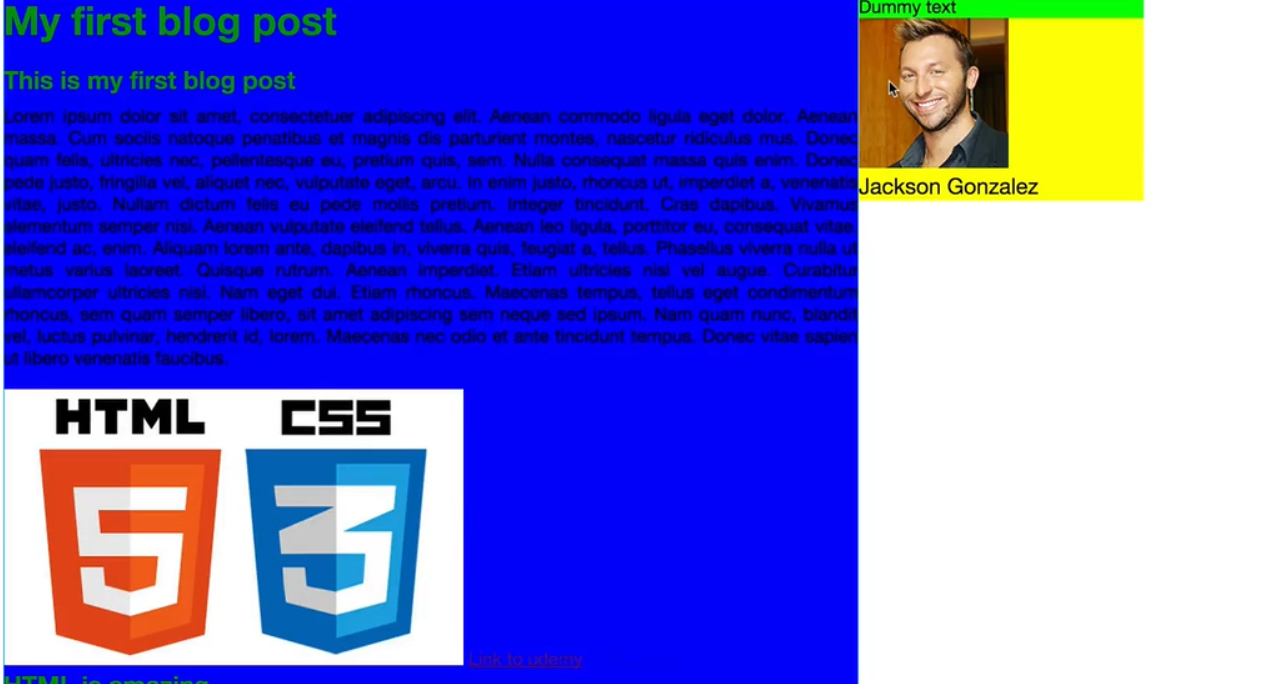 My first blog post
This is my first blog post
Lorem ipsum dolor sit amet, consectetuer adipiscing elit. Aenean commodo ligula eget dolor. Aenean
massa. Cum sociis natoque penatibus et magnis dis parturient montes, nascetur ridiculus mus. Donec
quam felis, ultricies nec, pellentesque eu, pretium quis, sem. Nulla consequat massa quis enim. Donec
pede justo, fringilla vel, aliquet nec, vulputate eget, arcu. In enim justo, rhoncus ut, imperdiet a, venenatis
vitae, justo. Nullam dictum felis eu pede mollis pretium. Integer tincidunt. Cras dapibus. Vivamus
elementum semper nisi. Aenean vulputate eleifend tellus. Aenean leo ligula, porttitor eu, consequat vitae,
eleifend ac, enim. Aliquam lorem ante, dapibus in, viverra quis, feugiat a, tellus. Phasellus viverra nulla ut
metus varius laoreet. Quisque rutrum. Aenean imperdiet. Etiam ultricies nisi vel augue. Curabitur
ullamcorper ultricies nisi. Nam eget dui. Etiam rhoncus. Maecenas tempus, tellus eget condimentum
rhoncus, sem quam semper libero, sit amet adipiscing sem neque sed ipsum. Nam quam nunc, blandit
vel, luctus pulvinar, hendrerit id, lorem. Maecenas nec odio et ante tincidunt tempus. Donec vitae sapien
ut libero venenatis faucibus.
HTML CSS
5 3
Link to udemy
HTML is amazing
Dummy text
Jackson Gonzalez